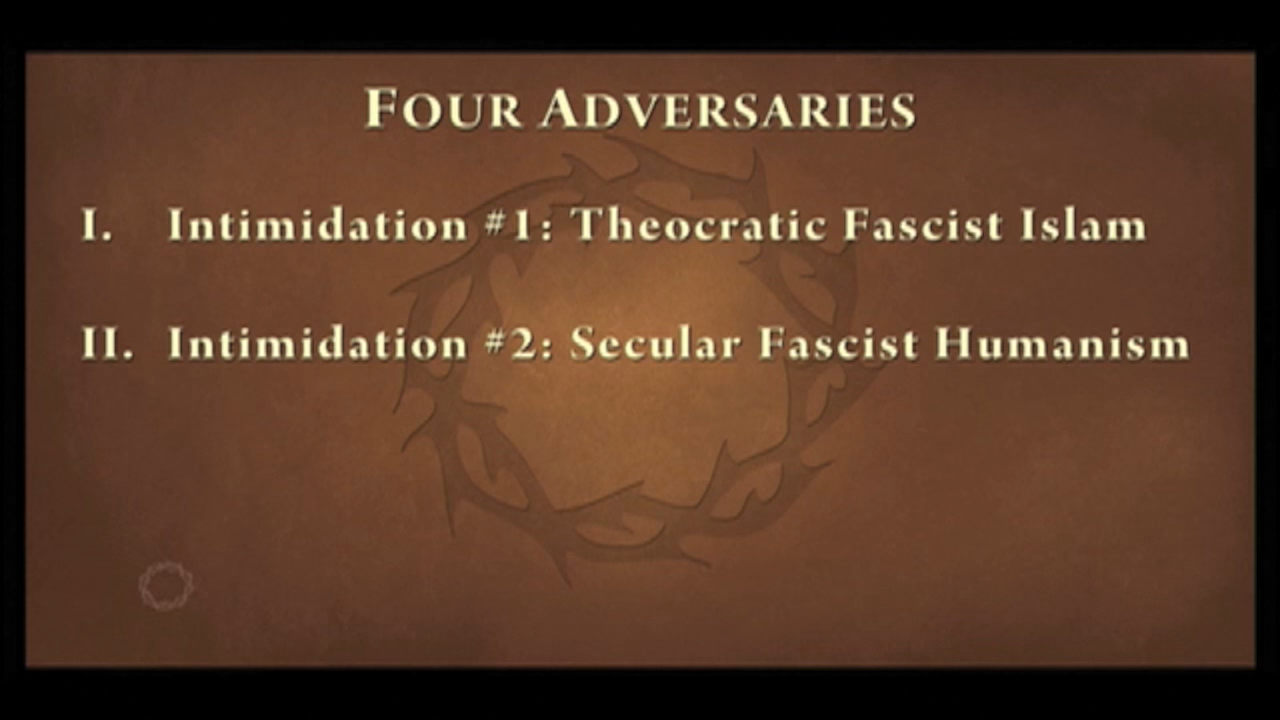 Four Adversaries
I. Intimidation #1: Theocratic Fascist Islam
II. Intimidation #2: Secular Fascist Humanism